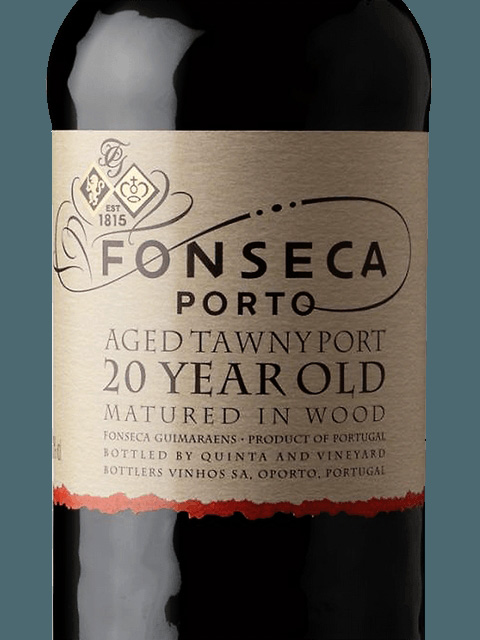 EST
1815
FONSECA
PORTO
AGED TAWNY PORT
20 YEAR OLD
MATURED IN WOOD
FONSECA GUIMARAENS · PRODUCT OF PORTUGAL
BOTTLED BY QUINTA AND VINEYARD
BOTTLERS VINHOS SA, OPORTO, PORTUGAL